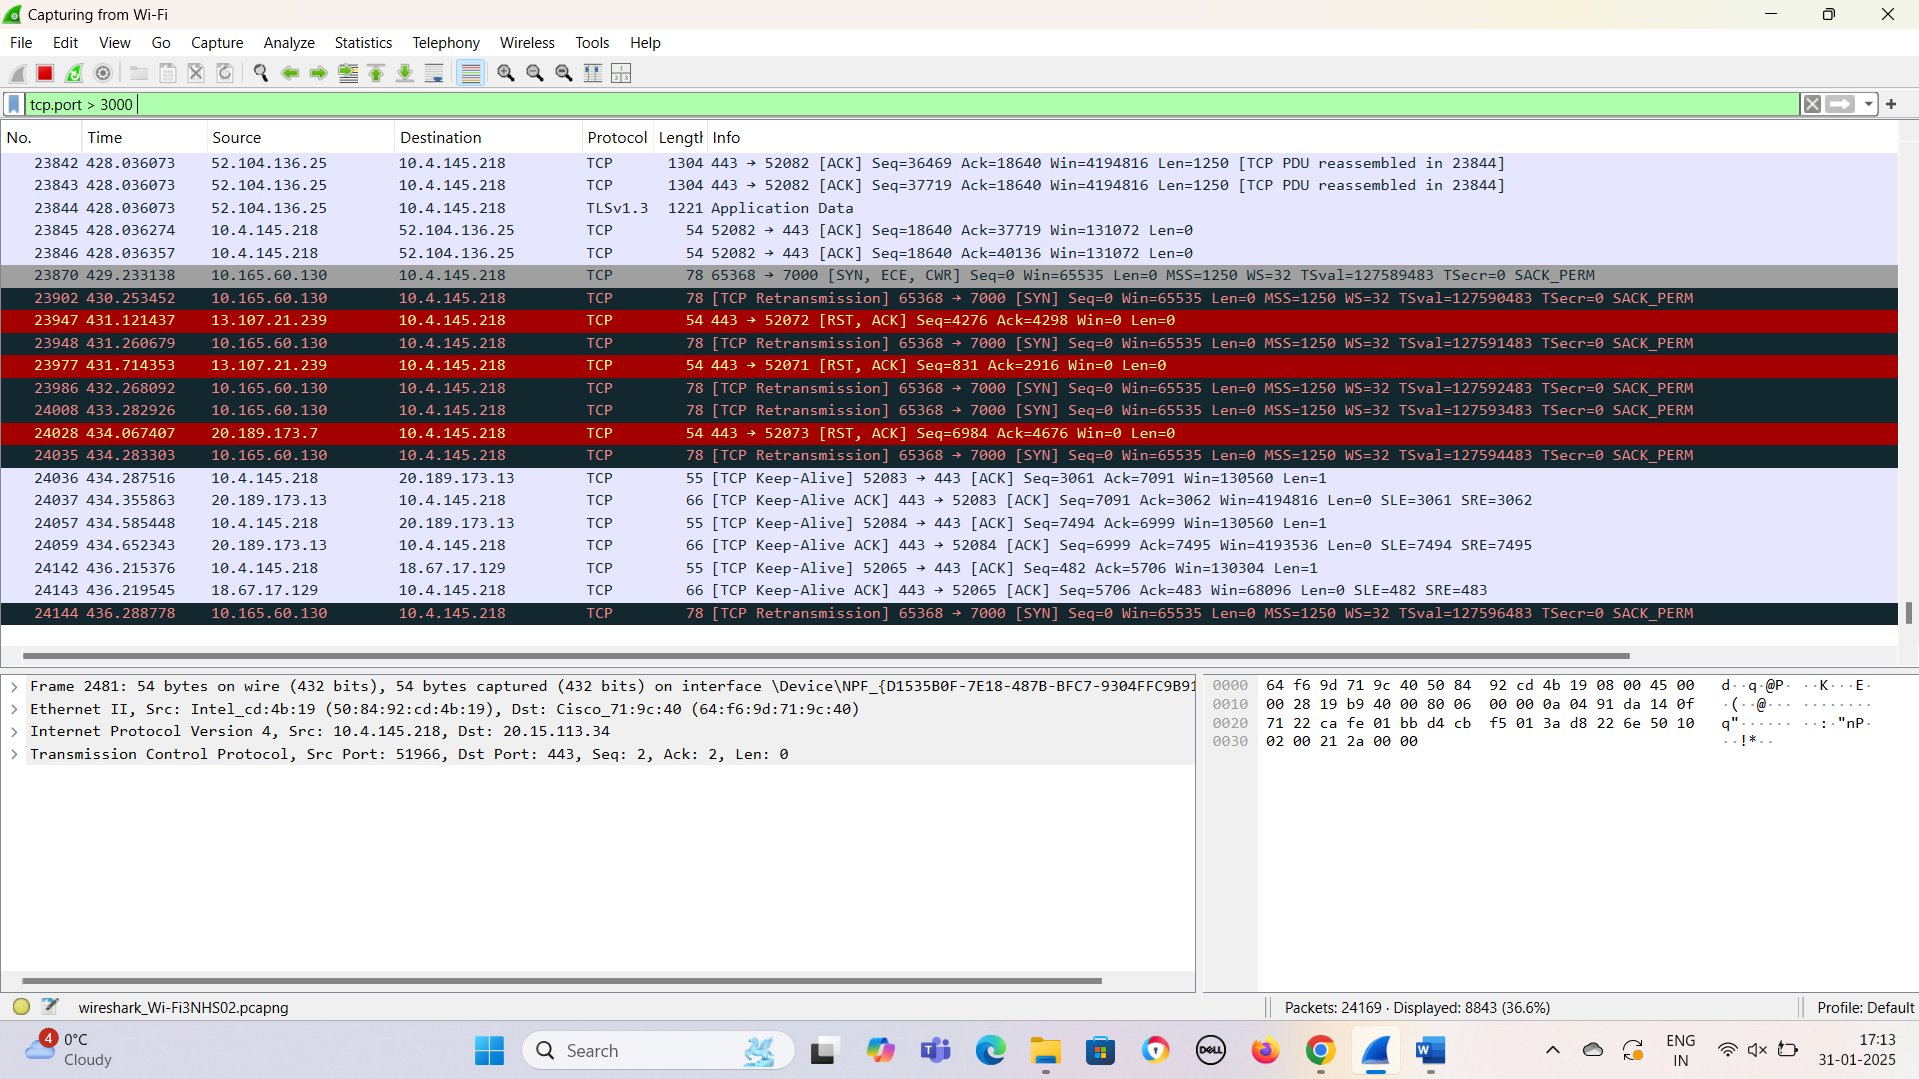 Capturing from Wi-Fi
File Edit View Go Capture Analyze Statistics Telephony Wireless Tools Help
tcp.port > 3000
No. Time Source Destination Protocol Length Info
23842 428.036073 52.104.136.25 10.4.145.218 TCP 1304 443 → 52082 [ACK] Seq=36469 Ack=18640 Win=4194816 Len=1250 [TCP PDU reassembled in 23844]
23843 428.036073 52.104.136.25 10.4.145.218 TCP 1304 443 → 52082 [ACK] Seq=37719 Ack=18640 Win=4194816 Len=1250 [TCP PDU reassembled in 23844]
23844 428.036073 52.104.136.25 10.4.145.218 TLSv1.3 1221 Application Data
23845 428.036274 10.4.145.218 52.104.136.25 TCP 54 52082 → 443 [ACK] Seq=18640 Ack=37719 Win=131072 Len=0
23846 428.036357 10.4.145.218 52.104.136.25 TCP 54 52082 → 443 [ACK] Seq=18640 Ack=40136 Win=131072 Len=0
23870 429.233138 10.165.60.130 10.4.145.218 TCP 78 65368 → 7000 [SYN, ECE, CWR] Seq=0 Win=65535 Len=0 MSS=1250 WS=32 TSval=127589483 TSecr=0 SACK_PERM
23902 430.253452 10.165.60.130 10.4.145.218 TCP 78 [TCP Retransmission] 65368 → 7000 [SYN] Seq=0 Win=65535 Len=0 MSS=1250 WS=32 TSval=127590483 TSecr=0 SACK_PERM
23947 431.121437 13.107.21.239 10.4.145.218 TCP 54 443 → 52072 [RST, ACK] Seq=4276 Ack=4298 Win=0 Len=0
23948 431.260679 10.165.60.130 10.4.145.218 TCP 78 [TCP Retransmission] 65368 → 7000 [SYN] Seq=0 Win=65535 Len=0 MSS=1250 WS=32 TSval=127591483 TSecr=0 SACK_PERM
23977 431.714353 13.107.21.239 10.4.145.218 TCP 54 443 → 52071 [RST, ACK] Seq=831 Ack=2916 Win=0 Len=0
23986 432.268092 10.165.60.130 10.4.145.218 TCP 78 [TCP Retransmission] 65368 → 7000 [SYN] Seq=0 Win=65535 Len=0 MSS=1250 WS=32 TSval=127592483 TSecr=0 SACK_PERM
24008 433.282926 10.165.60.130 10.4.145.218 TCP 78 [TCP Retransmission] 65368 → 7000 [SYN] Seq=0 Win=65535 Len=0 MSS=1250 WS=32 TSval=127593483 TSecr=0 SACK_PERM
24028 434.067407 20.189.173.7 10.4.145.218 TCP 54 443 → 52073 [RST, ACK] Seq=6984 Ack=4676 Win=0 Len=0
24035 434.283303 10.165.60.130 10.4.145.218 TCP 78 [TCP Retransmission] 65368 → 7000 [SYN] Seq=0 Win=65535 Len=0 MSS=1250 WS=32 TSval=127594483 TSecr=0 SACK_PERM
24036 434.287516 10.4.145.218 20.189.173.13 TCP 55 [TCP Keep-Alive] 52083 → 443 [ACK] Seq=3061 Ack=7091 Win=130560 Len=1
24037 434.355863 20.189.173.13 10.4.145.218 TCP 66 [TCP Keep-Alive ACK] 443 → 52083 [ACK] Seq=7091 Ack=3062 Win=4194816 Len=0 SLE=3061 SRE=3062
24057 434.585448 10.4.145.218 20.189.173.13 TCP 55 [TCP Keep-Alive] 52084 → 443 [ACK] Seq=7494 Ack=6999 Win=130560 Len=1
24059 434.652343 20.189.173.13 10.4.145.218 TCP 66 [TCP Keep-Alive ACK] 443 → 52084 [ACK] Seq=6999 Ack=7495 Win=4193536 Len=0 SLE=7494 SRE=7495
24142 436.215376 10.4.145.218 18.67.17.129 TCP 55 [TCP Keep-Alive] 52065 → 443 [ACK] Seq=482 Ack=5706 Win=130304 Len=1
24143 436.219545 18.67.17.129 10.4.145.218 TCP 66 [TCP Keep-Alive ACK] 443 → 52065 [ACK] Seq=5706 Ack=483 Win=68096 Len=0 SLE=482 SRE=483
24144 436.288778 10.165.60.130 10.4.145.218 TCP 78 [TCP Retransmission] 65368 → 7000 [SYN] Seq=0 Win=65535 Len=0 MSS=1250 WS=32 TSval=127596483 TSecr=0 SACK_PERM
Frame 2481: 54 bytes on wire (432 bits), 54 bytes captured (432 bits) on interface \Device\NPF_{D1535B0F-7E18-487B-BFC7-9304FFC9B91
Ethernet II, Src: Intel_cd:4b:19 (50:84:92:cd:4b:19), Dst: Cisco_71:9c:40 (64:f6:9d:71:9c:40)
Internet Protocol Version 4, Src: 10.4.145.218, Dst: 20.15.113.34
Transmission Control Protocol, Src Port: 51966, Dst Port: 443, Seq: 2, Ack: 2, Len: 0
0000 64 f6 9d 71 9c 40 50 84 92 cd 4b 19 08 00 45 00 d··q·@P· ··K···E·
0010 00 28 19 b9 40 00 80 06 00 00 0a 04 91 da 14 0f ·(··@··· ········
0020 71 22 ca fe 01 bb d4 cb f5 01 3a d8 22 6e 50 10 q"······ ··:·"nP·
0030 02 00 21 2a 00 00 ··!*··
wireshark_Wi-Fi3NHS02.pcapng
Packets: 24169 · Displayed: 8843 (36.6%)
Profile: Default
4
0°C
Cloudy
Search
DELL
ENG
IN
17:13
31-01-2025